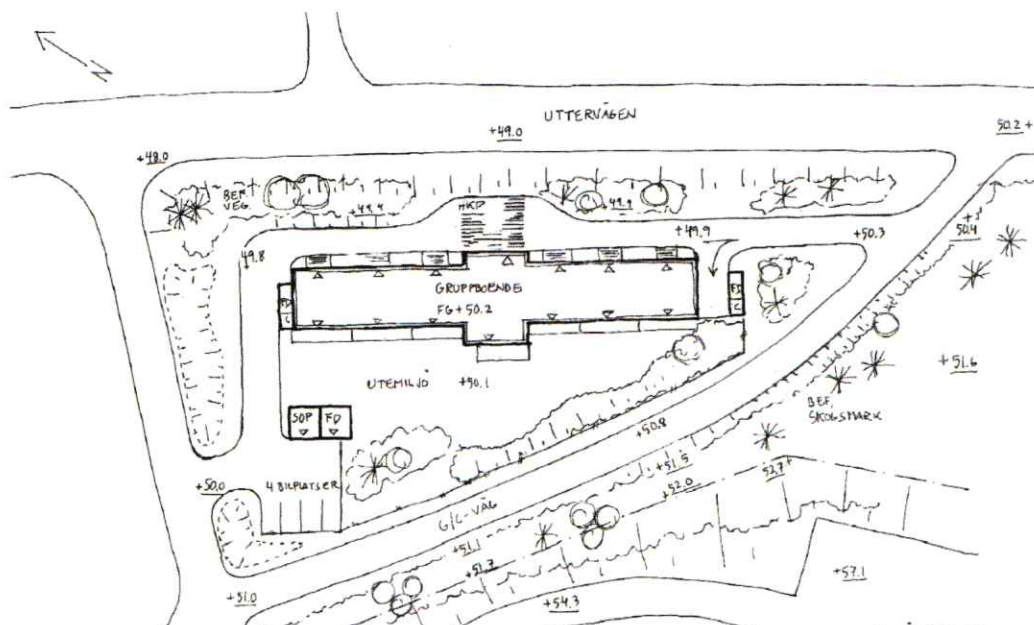 N
UTTERVÄGEN
+49.0
50.2+
+48.0
BEF.
VEG.
+49.4
HKP
49.9
+49.9
+50.3
+50.4
49.8
GRUPPBOENDE
FG+50.2
FD
C
FD
C
UTEMILJÖ +50.1
+51.6
BEF.
SKOGSMARK
SOP FD
+50.8
+51.5
52.7+
+52.0
+50.0
4 BILPLATSER
G/C-VÄG
+51.1
+51.7
+57.1
+51.0
+54.3